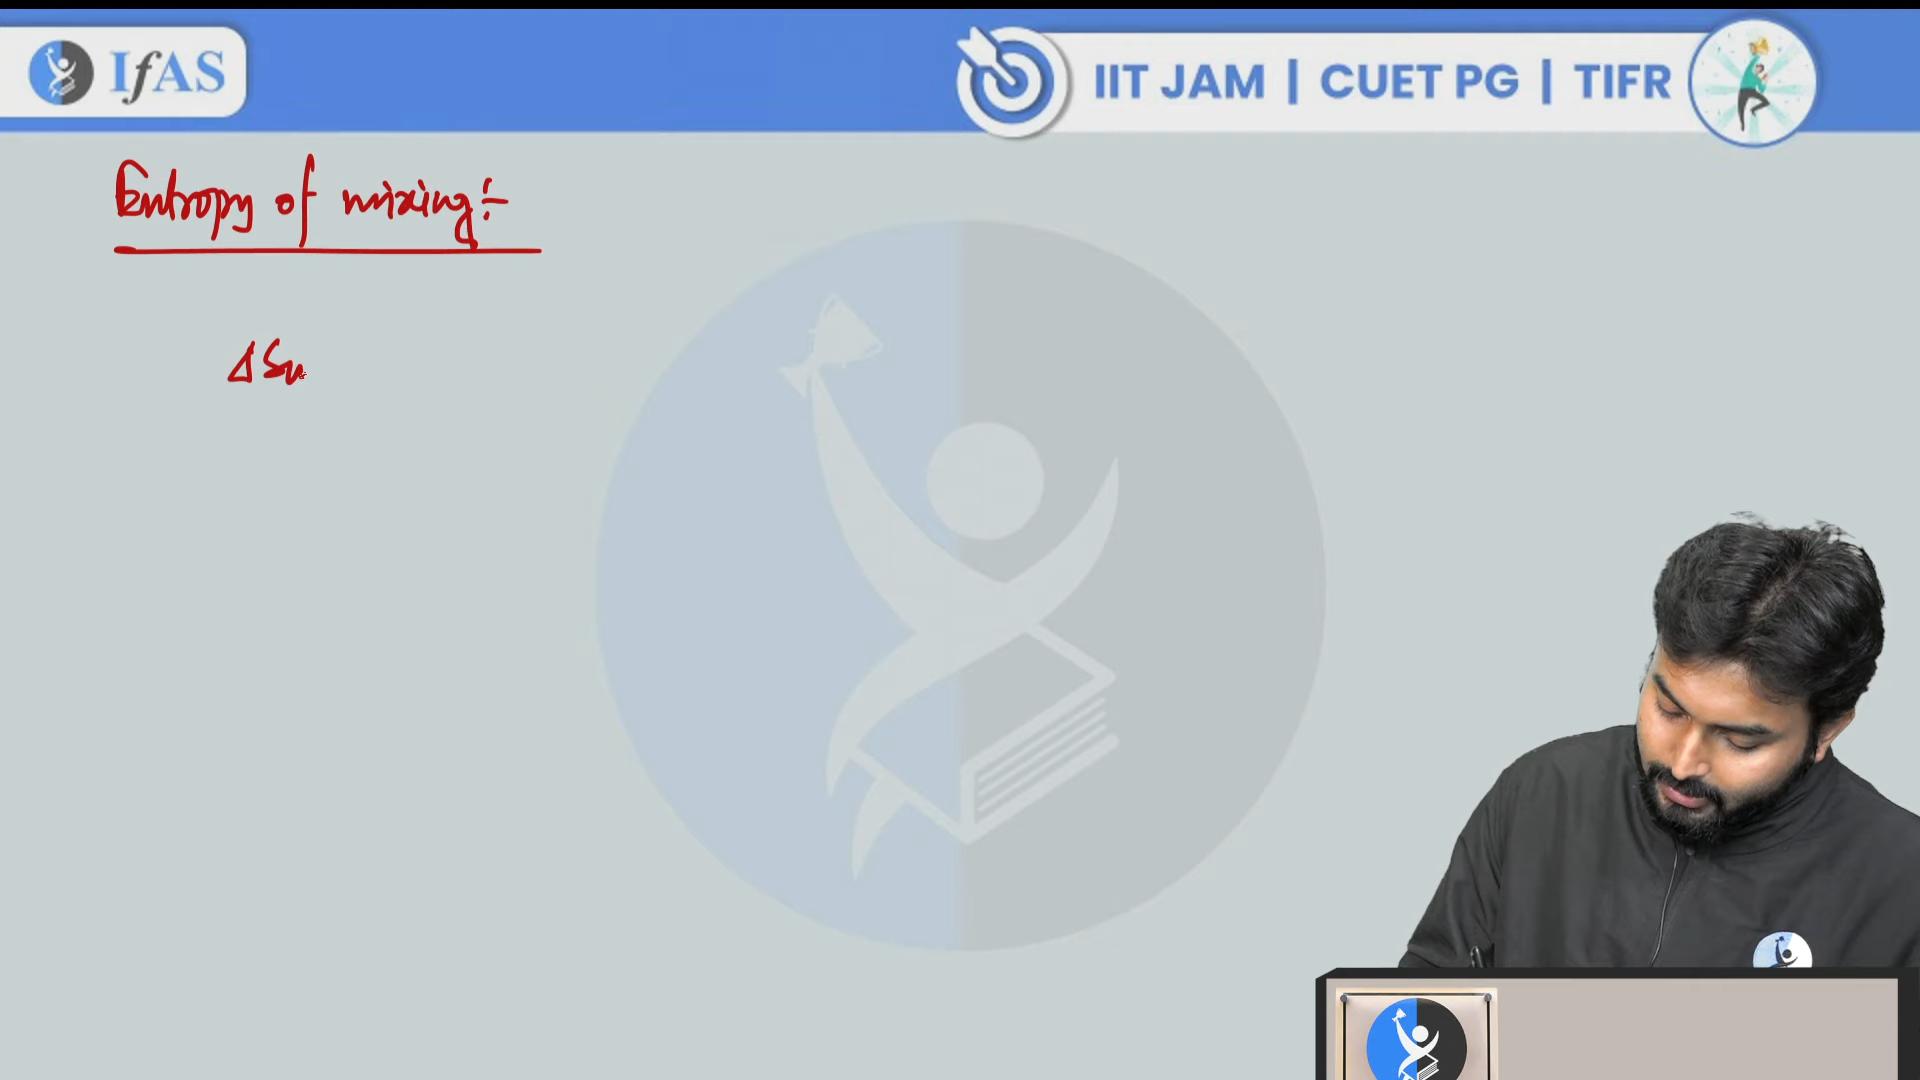 IfAS
IIT JAM | CUET PG | TIFR
Entropy of mixing:-
ΔS